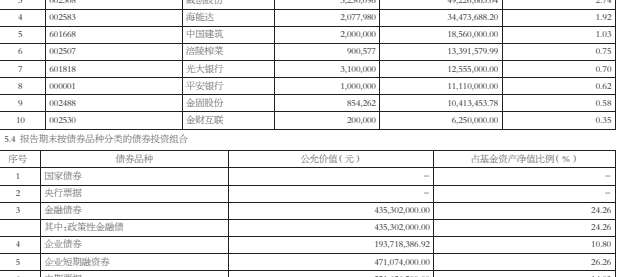 4 002583 海能达 2,077,980 34,473,688.20 1.92
5 601668 中国建筑 2,000,000 18,560,000.00 1.03
6 002507 涪陵榨菜 900,577 13,391,579.99 0.75
7 601818 光大银行 3,100,000 12,555,000.00 0.70
8 000001 平安银行 1,000,000 11,110,000.00 0.62
9 002488 金固股份 854,262 10,413,453.78 0.58
10 002530 金财互联 200,000 6,250,000.00 0.35
5.4 报告期末按债券品种分类的债券投资组合
序号 债券品种 公允价值(元) 占基金资产净值比例(%)
1 国家债券 – –
2 央行票据 – –
3 金融债券 435,302,000.00 24.26
其中:政策性金融债 435,302,000.00 24.26
4 企业债券 193,718,386.92 10.80
5 企业短期融资券 471,074,000.00 26.26